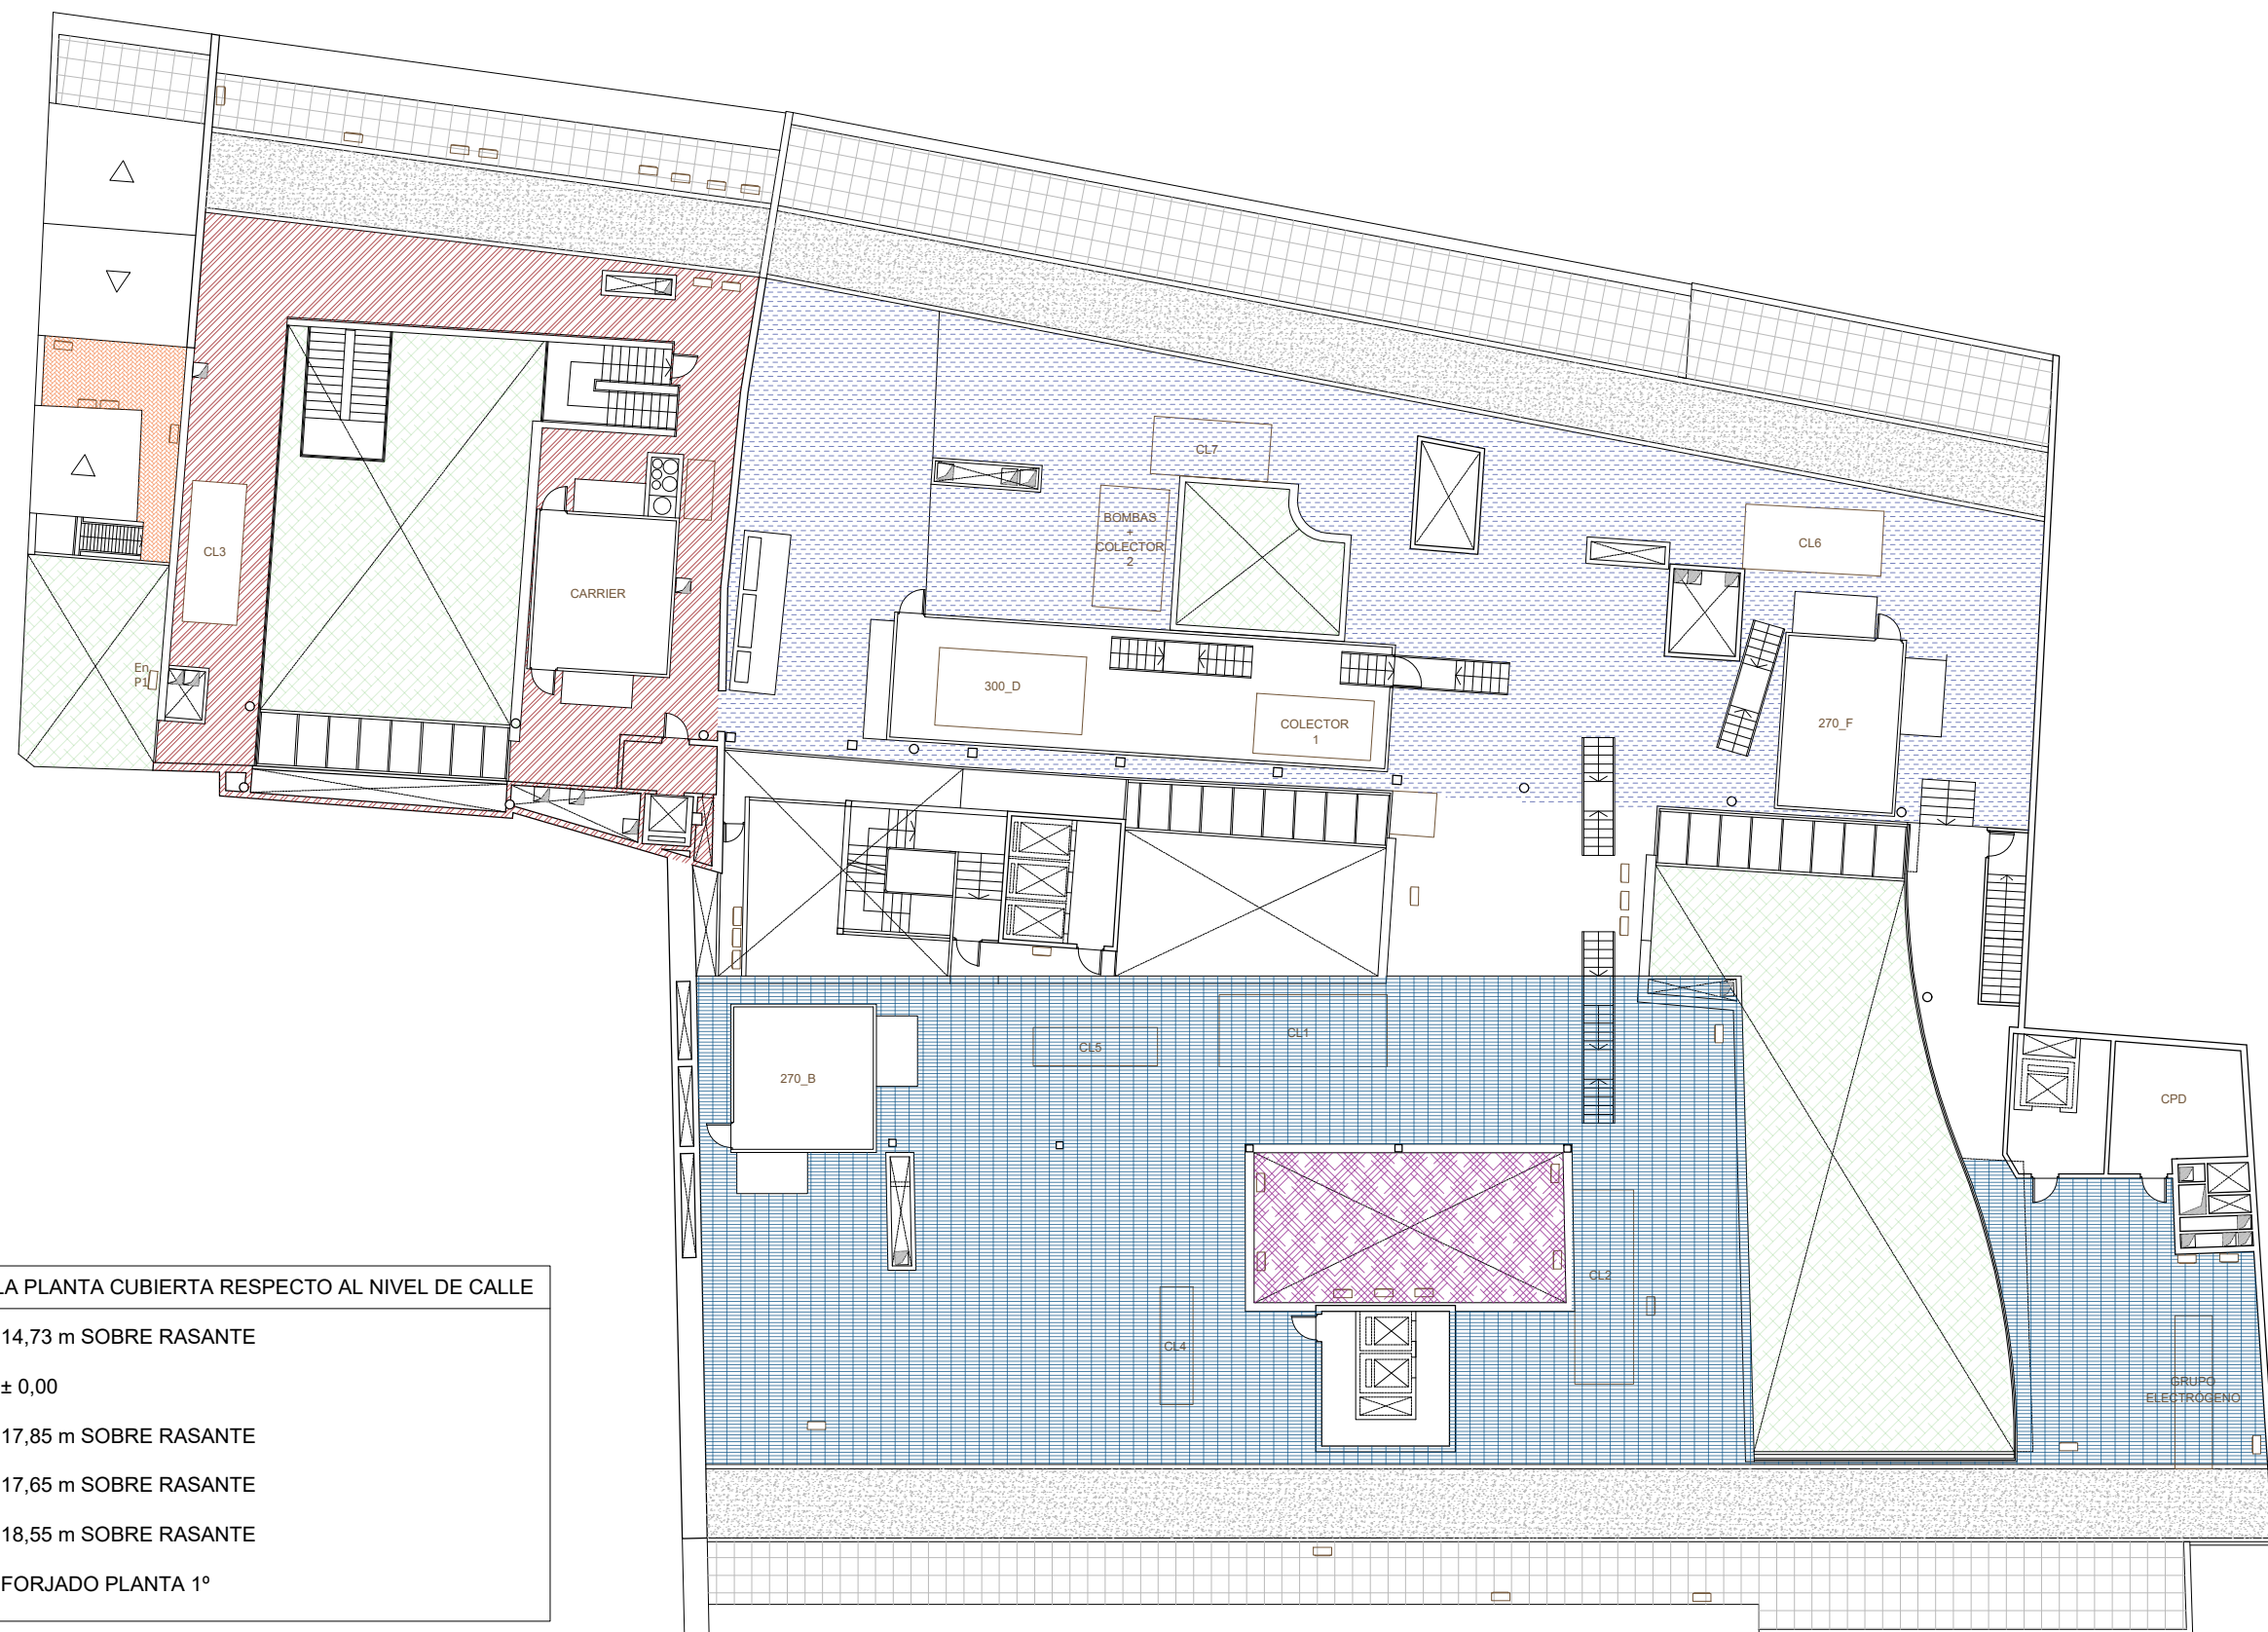 CL7
BOMBAS
+
COLECTOR
2
CL6
CL3
CARRIER
En
P1
300_D
COLECTOR
1
270_F
CL5
CL1
270_B
CPD
CL2
CL4
GRUPO
ELECTRÓGENO
LA PLANTA CUBIERTA RESPECTO AL NIVEL DE CALLE
14,73 m SOBRE RASANTE
± 0,00
17,85 m SOBRE RASANTE
17,65 m SOBRE RASANTE
18,55 m SOBRE RASANTE
FORJADO PLANTA 1º